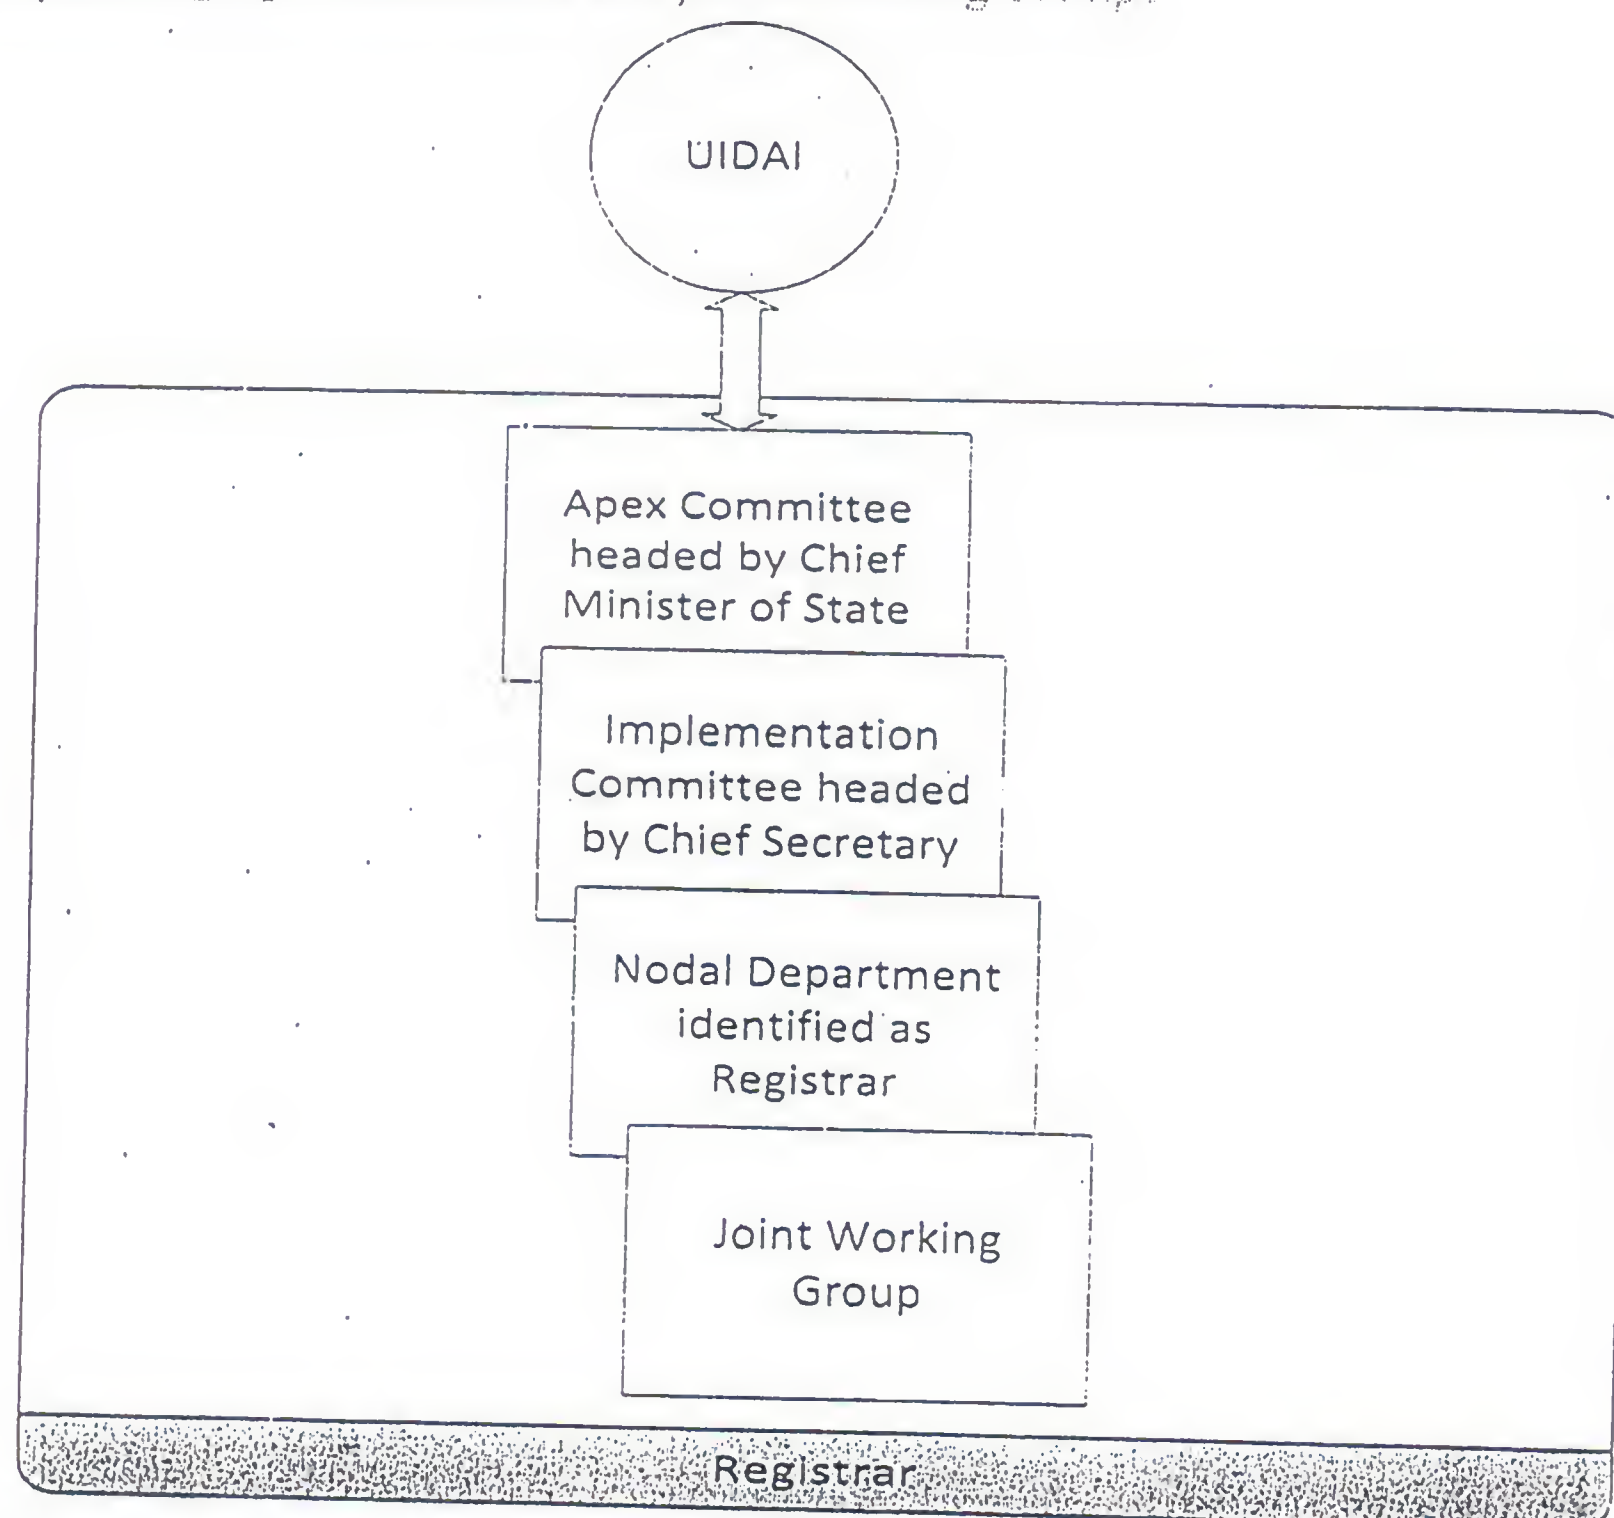 UIDAI
Apex Committee
headed by Chief
Minister of State
Implementation
Committee headed
by Chief Secretary
Nodal Department
identified as
Registrar
Joint Working
Group
Registrar